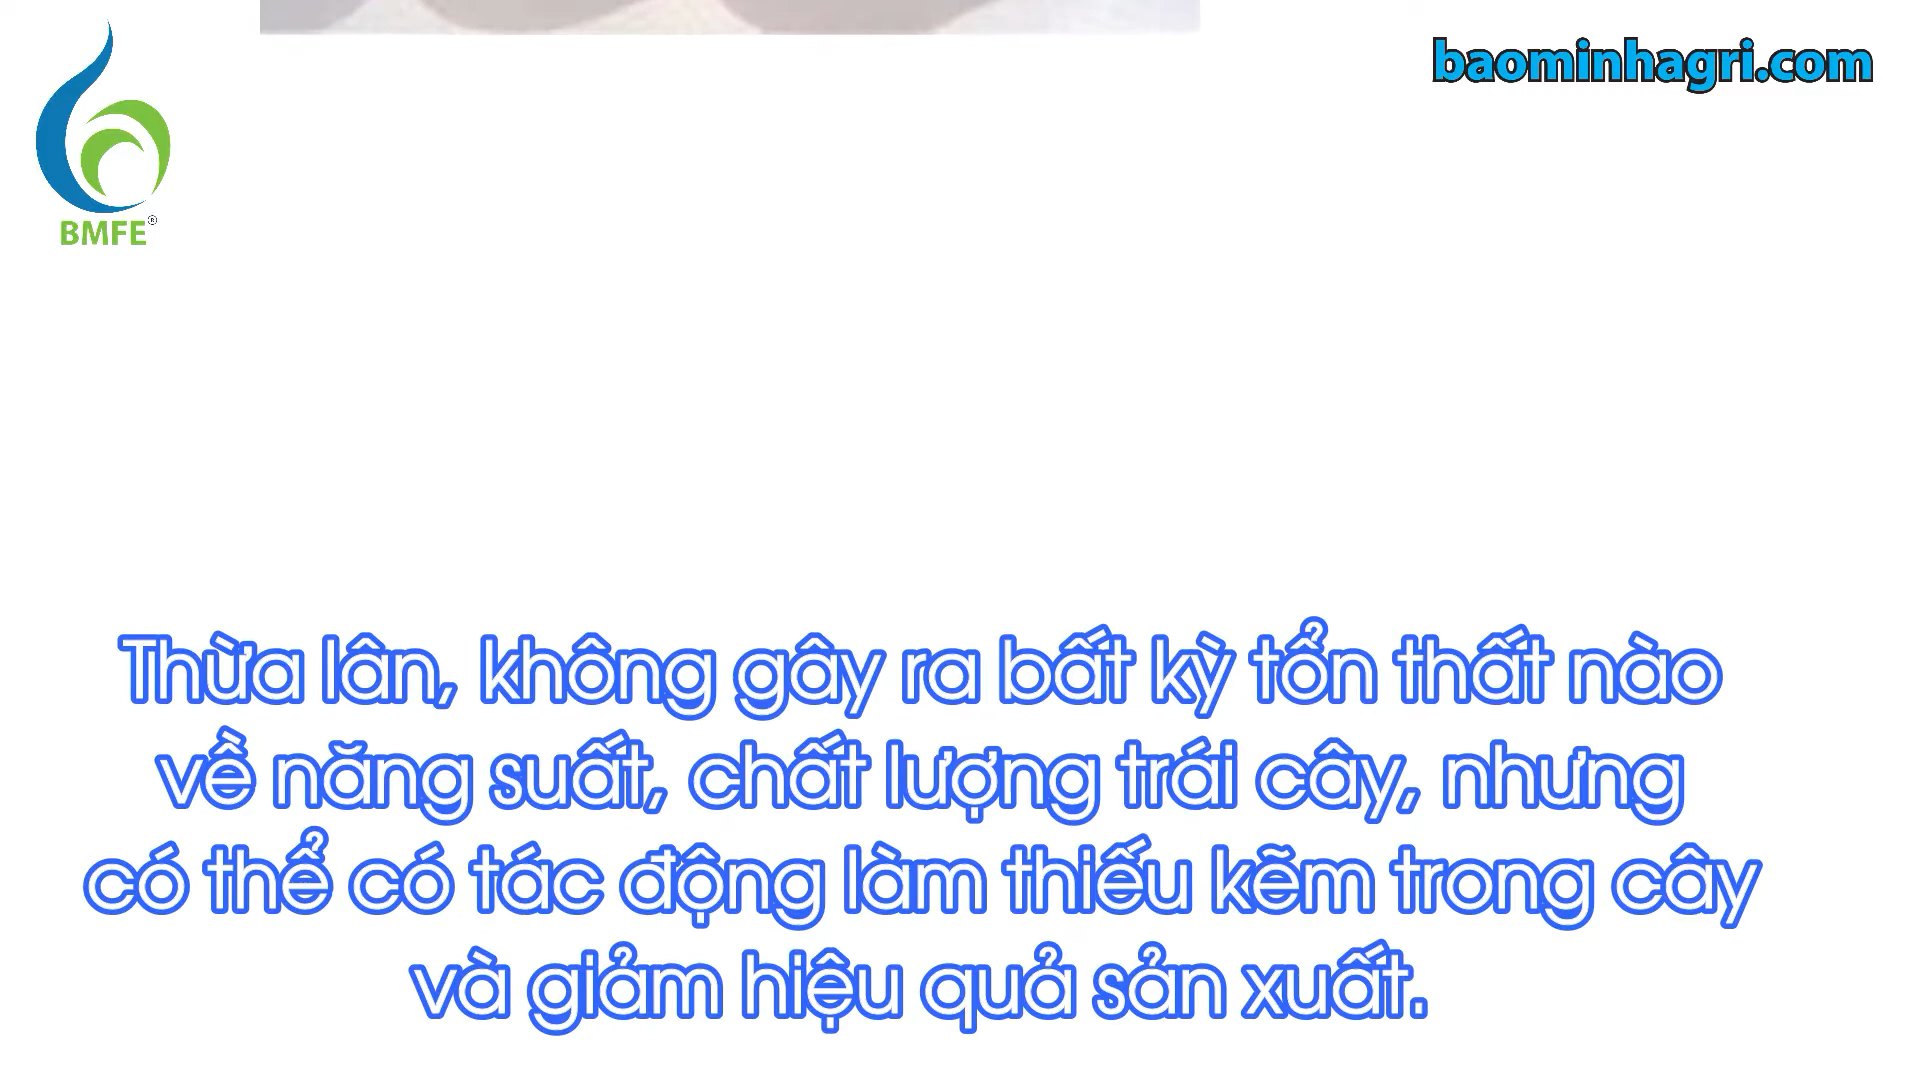 baominhagri.com
BMFE®
Thừa lân, không gây ra bất kỳ tổn thất nào
về năng suất, chất lượng trái cây, nhưng
có thể có tác động làm thiếu kẽm trong cây
và giảm hiệu quả sản xuất.